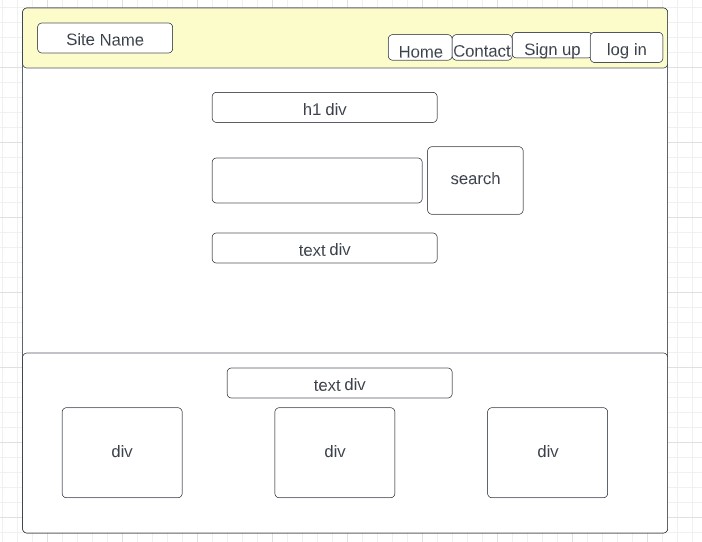 Site Name
Home Contact Sign up log in
h1 div
search
text div
text div
div div div